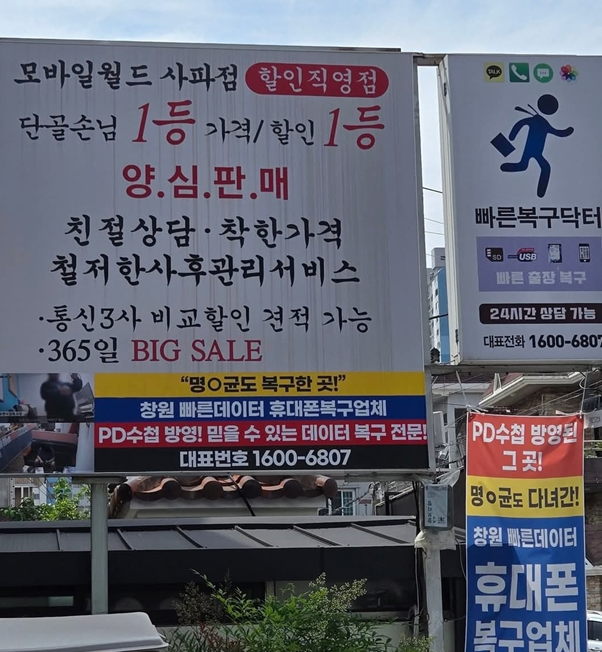 모바일월드 사파점 할인직영점
단골손님 1등 가격/할인 1등
양.심.판.매
친절상담·착한가격
철저한사후관리서비스
·통신3사 비교할인 견적 가능
·365일 BIG SALE
“명ㅇ균도 복구한 곳!”
창원 빠른데이터 휴대폰복구업체
PD수첩 방영! 믿을 수 있는 데이터 복구 전문!
대표번호 1600-6807
TALK
빠른복구닥터
SD USB
빠른 출장 복구
24시간 상담 가능
대표전화 1600-6807
PD수첩 방영된
그 곳!
명ㅇ균도 다녀간!
창원 빠른데이터
휴대폰
복구업체